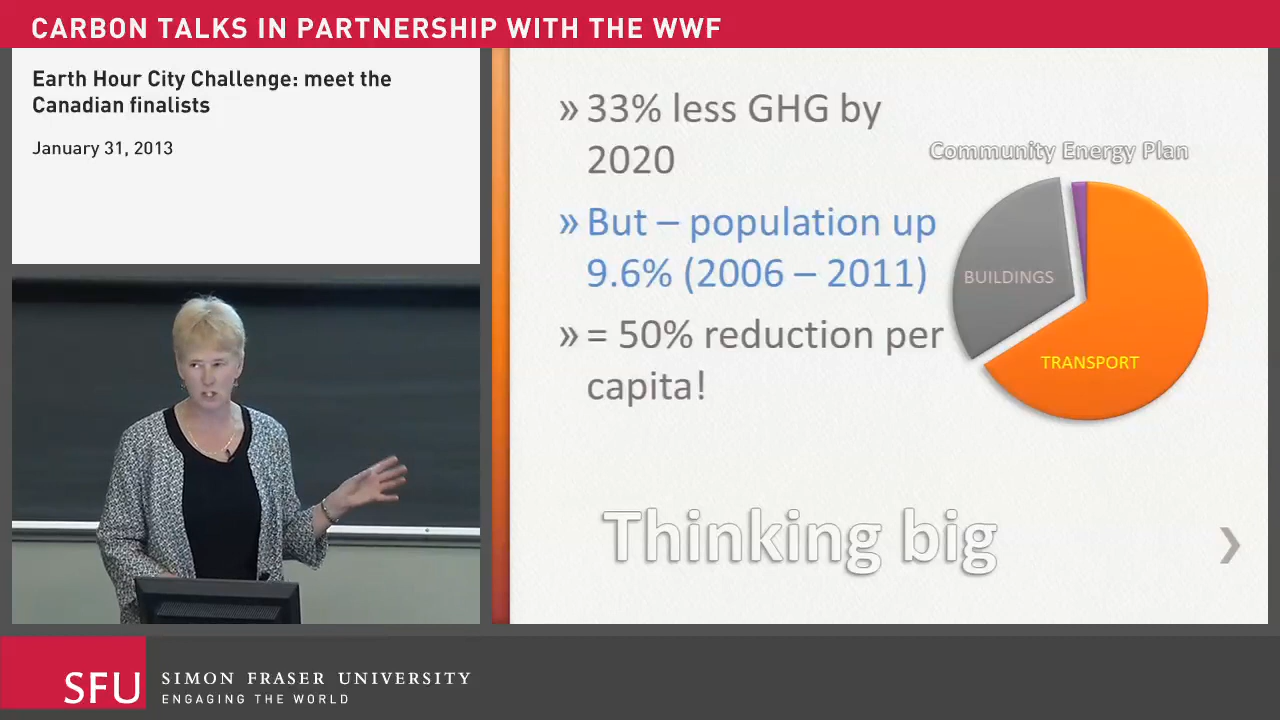 CARBON TALKS IN PARTNERSHIP WITH THE WWF
Earth Hour City Challenge: meet the
Canadian finalists
January 31, 2013
» 33% less GHG by
2020
» But – population up
9.6% (2006 – 2011)
» = 50% reduction per
capita!
Community Energy Plan
BUILDINGS
TRANSPORT
Thinking big
SFU
SIMON FRASER UNIVERSITY
ENGAGING THE WORLD